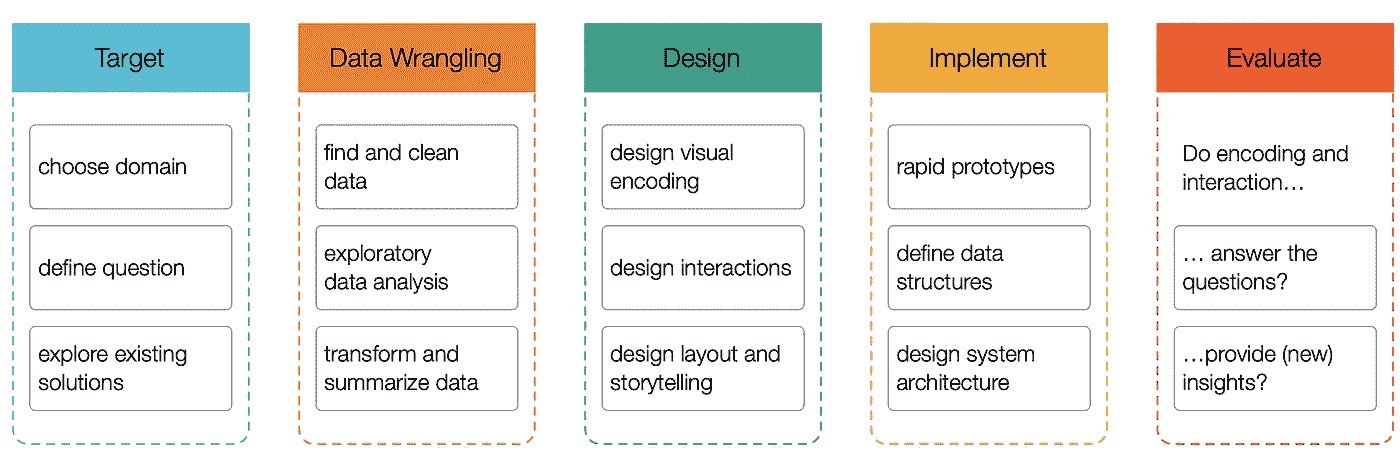 Target
choose domain
define question
explore existing
solutions
Data Wrangling
find and clean
data
exploratory
data analysis
transform and
summarize data
Design
design visual
encoding
design interactions
design layout and
storytelling
Implement
rapid prototypes
define data
structures
design system
architecture
Evaluate
Do encoding and
interaction…
… answer the
questions?
…provide (new)
insights?